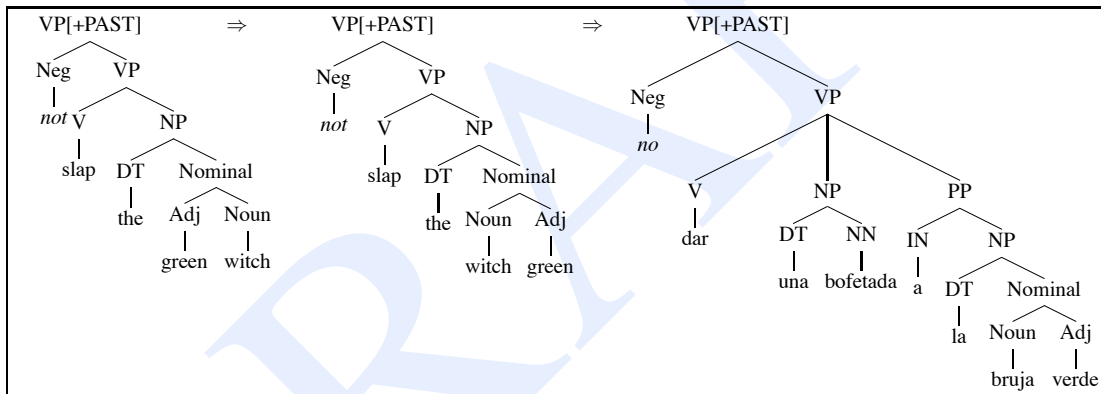 VP[+PAST] ⇒ VP[+PAST] ⇒ VP[+PAST]
Neg VP
not V NP
slap DT Nominal
the Adj Noun
green witch
Neg VP
not V NP
slap DT Nominal
the Noun Adj
witch green
Neg VP
no
V NP PP
dar DT NN IN NP
una bofetada a DT Nominal
la Noun Adj
bruja verde
RA